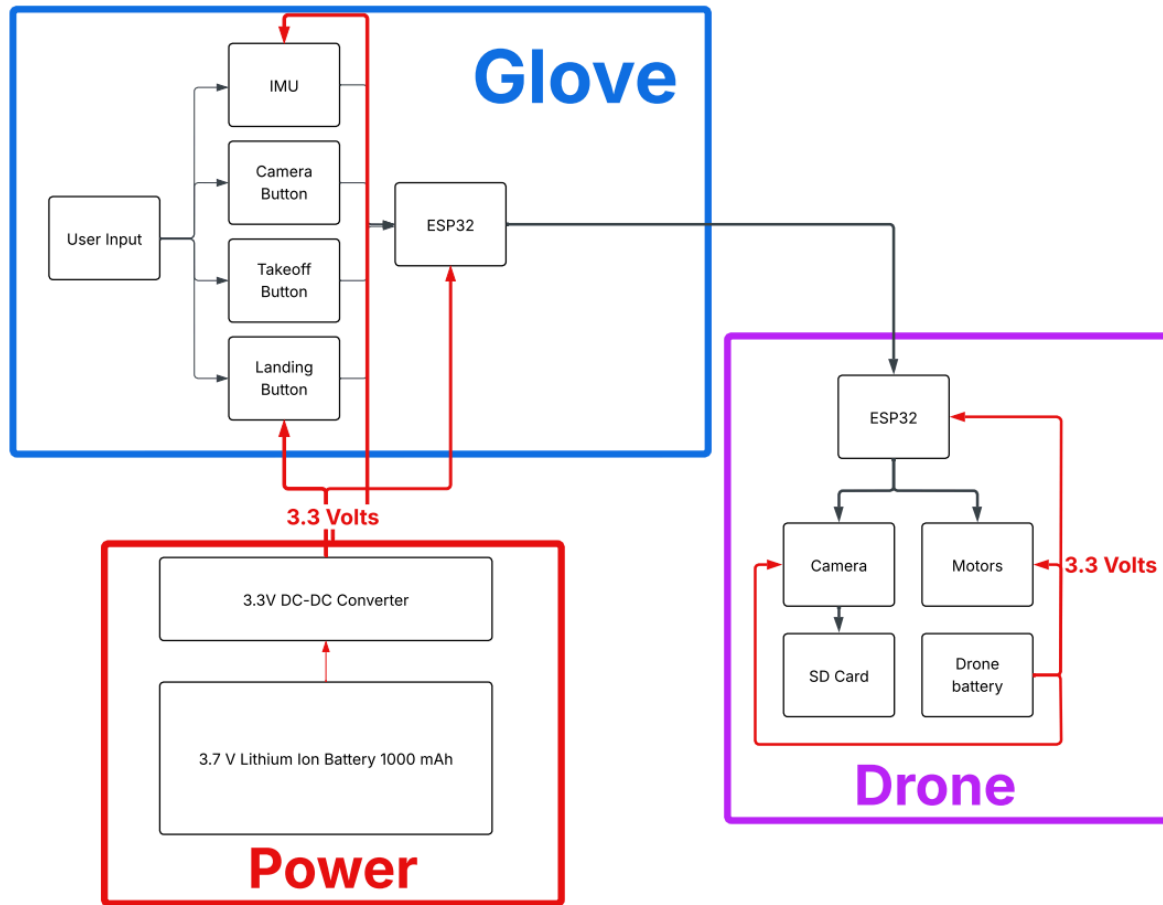 Glove
IMU
Camera
Button
User Input
ESP32
Takeoff
Button
Landing
Button
3.3 Volts
3.3V DC-DC Converter
3.7 V Lithium Ion Battery 1000 mAh
Power
ESP32
Camera
Motors
3.3 Volts
SD Card
Drone
battery
Drone